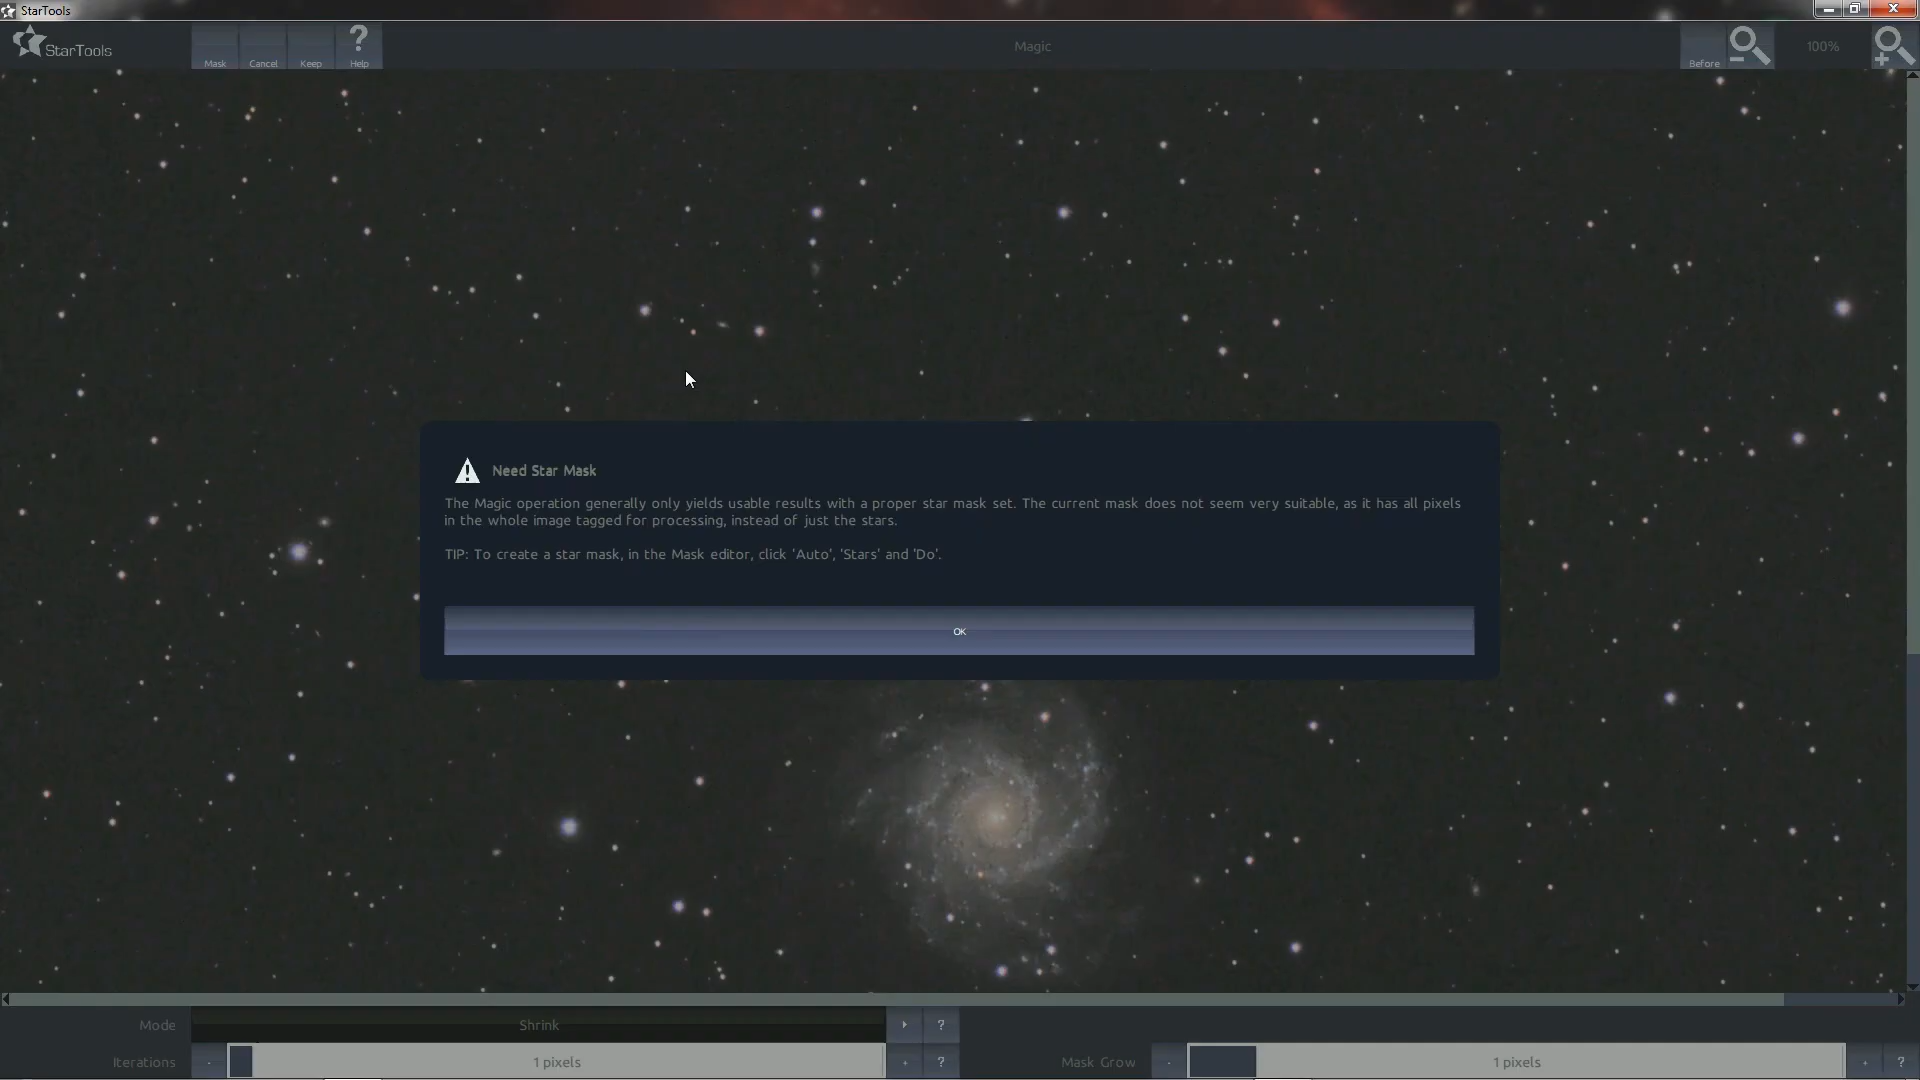 StarTools
StarTools
Mask
Cancel
Keep
? Help
Magic
Before
100%
Need Star Mask
The Magic operation generally only yields usable results with a proper star mask set. The current mask does not seem very suitable, as it has all pixels
in the whole image tagged for processing, instead of just the stars.
TIP: To create a star mask, in the Mask editor, click 'Auto', 'Stars' and 'Do'.
OK
Mode
Shrink
?
Iterations
-
1 pixels
+
?
Mask Grow
-
1 pixels
+
?